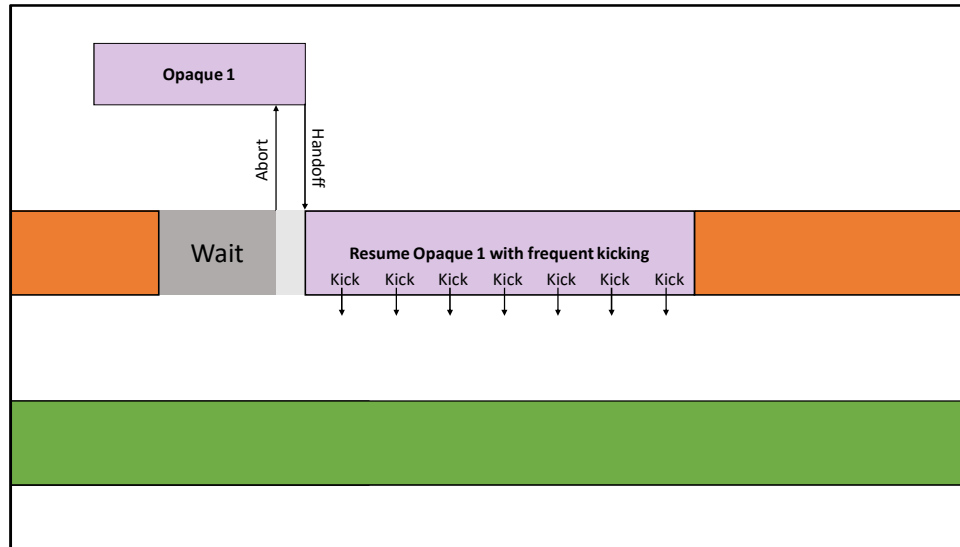 Opaque 1
Abort
Handoff
Wait
Resume Opaque 1 with frequent kicking
Kick Kick Kick Kick Kick Kick Kick